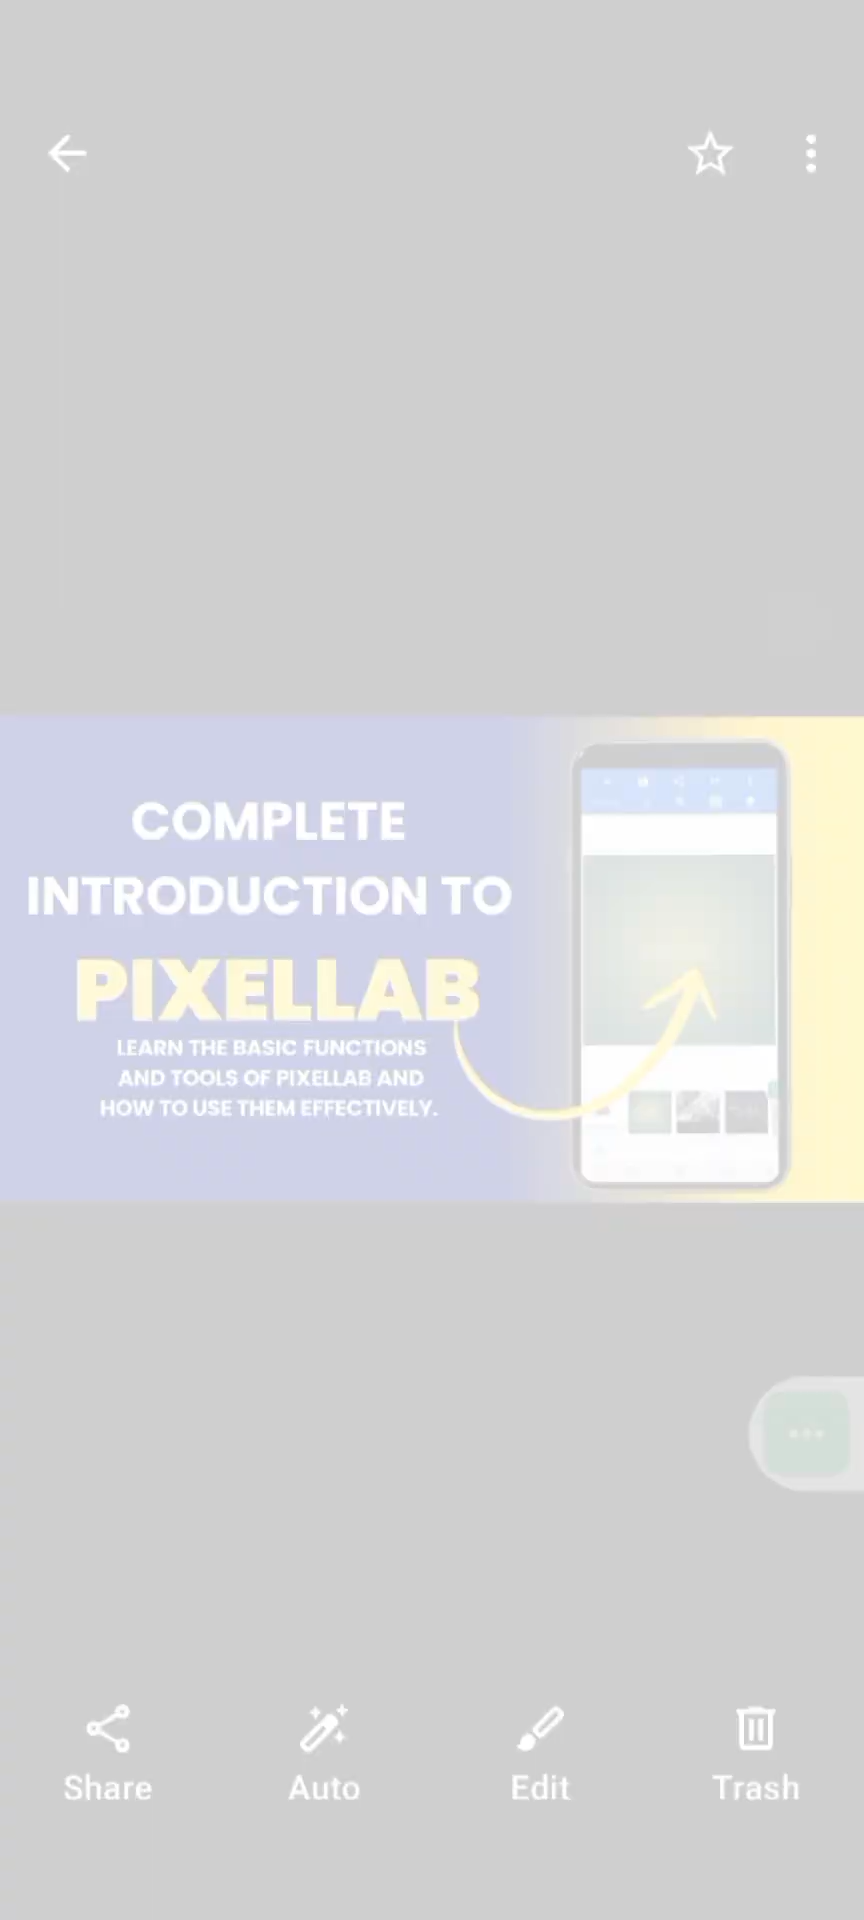 COMPLETE
INTRODUCTION TO
PIXELLAB
LEARN THE BASIC FUNCTIONS
AND TOOLS OF PIXELLAB AND
HOW TO USE THEM EFFECTIVELY.
Share Auto Edit Trash